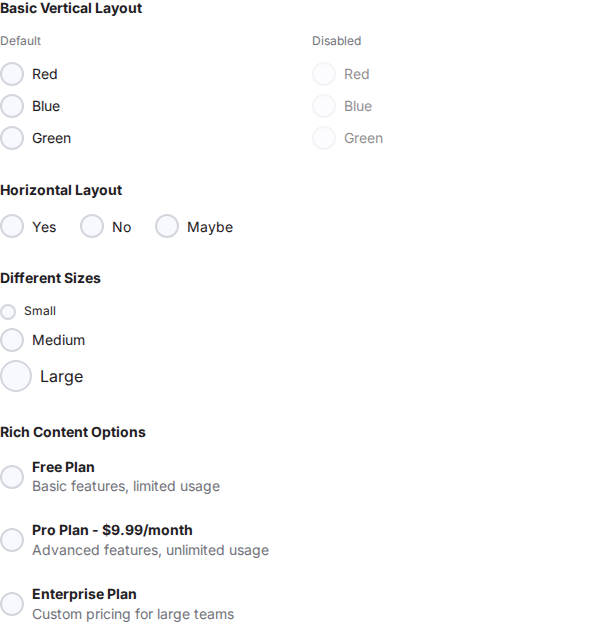 Basic Vertical Layout
Default
Red
Blue
Green
Disabled
Red
Blue
Green
Horizontal Layout
Yes No Maybe
Different Sizes
Small
Medium
Large
Rich Content Options
Free Plan
Basic features, limited usage
Pro Plan - $9.99/month
Advanced features, unlimited usage
Enterprise Plan
Custom pricing for large teams